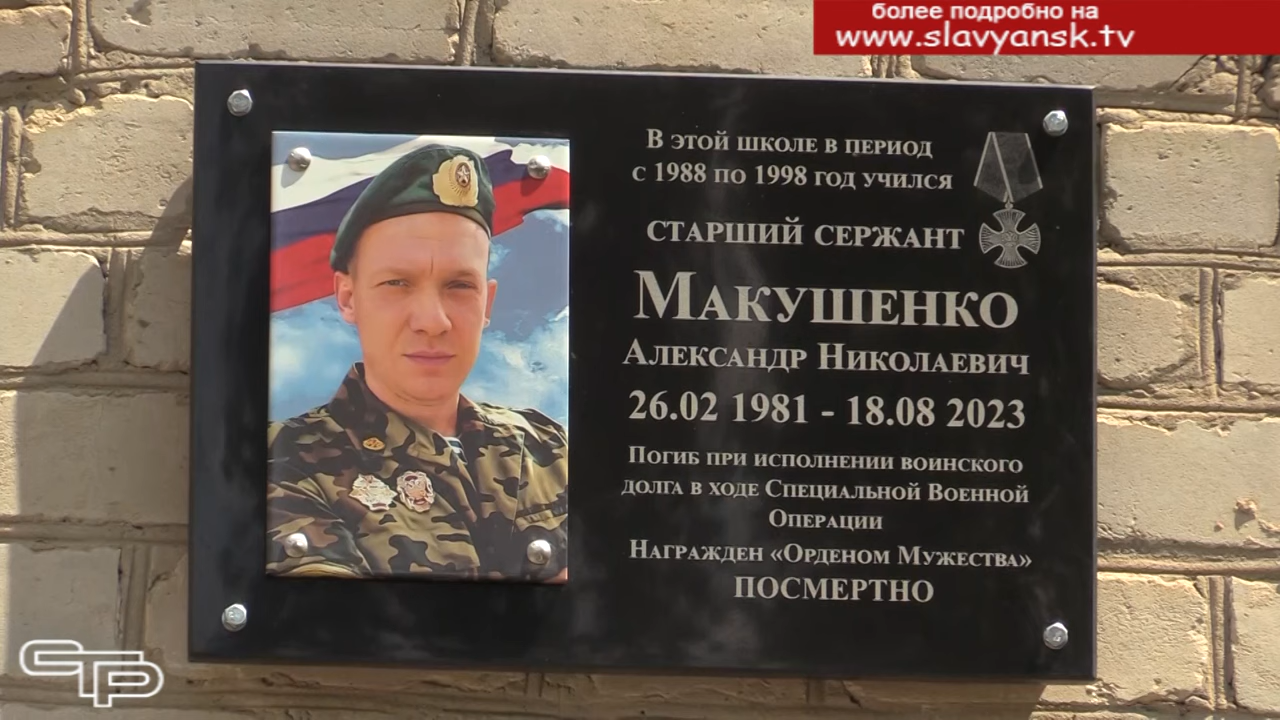 более подробно на
www.slavyansk.tv
В этой школе в период
с 1988 по 1998 год учился
старший сержант
Макушенко
Александр Николаевич
26.02 1981 - 18.08 2023
Погиб при исполнении воинского
долга в ходе Специальной Военной
Операции
Награжден «Орденом Мужества»
ПОСМЕРТНО
СТР